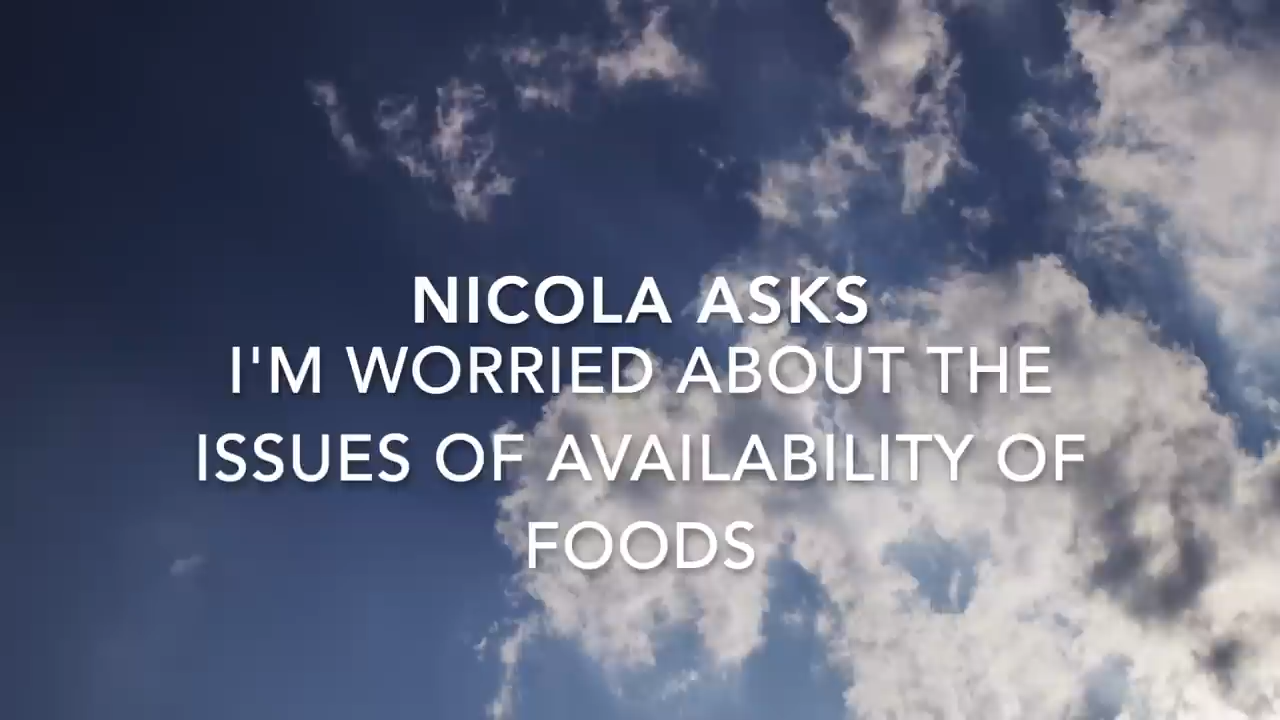 NICOLA ASKS
I'M WORRIED ABOUT THE
ISSUES OF AVAILABILITY OF
FOODS